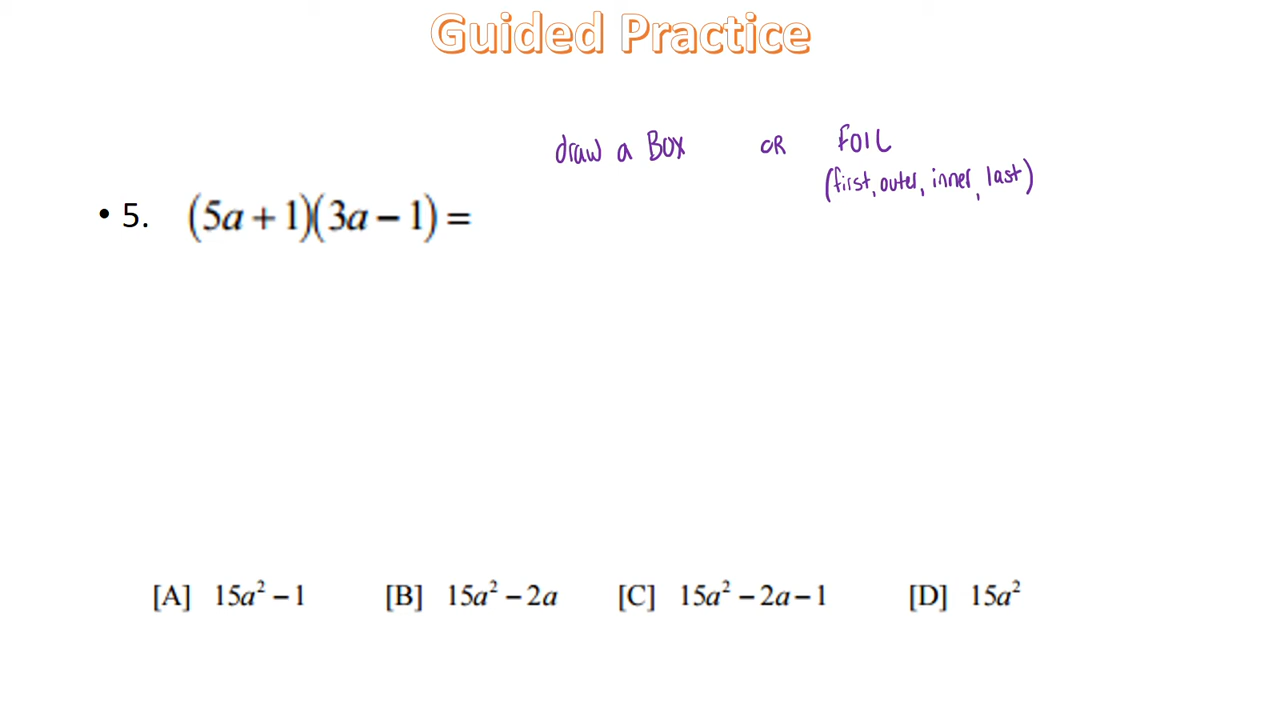 Guided Practice
draw a Box OR FOIL
(first, outer, inner, last)
• 5. (5a + 1)(3a − 1) =
[A] 15a² − 1 [B] 15a² − 2a [C] 15a² − 2a − 1 [D] 15a²